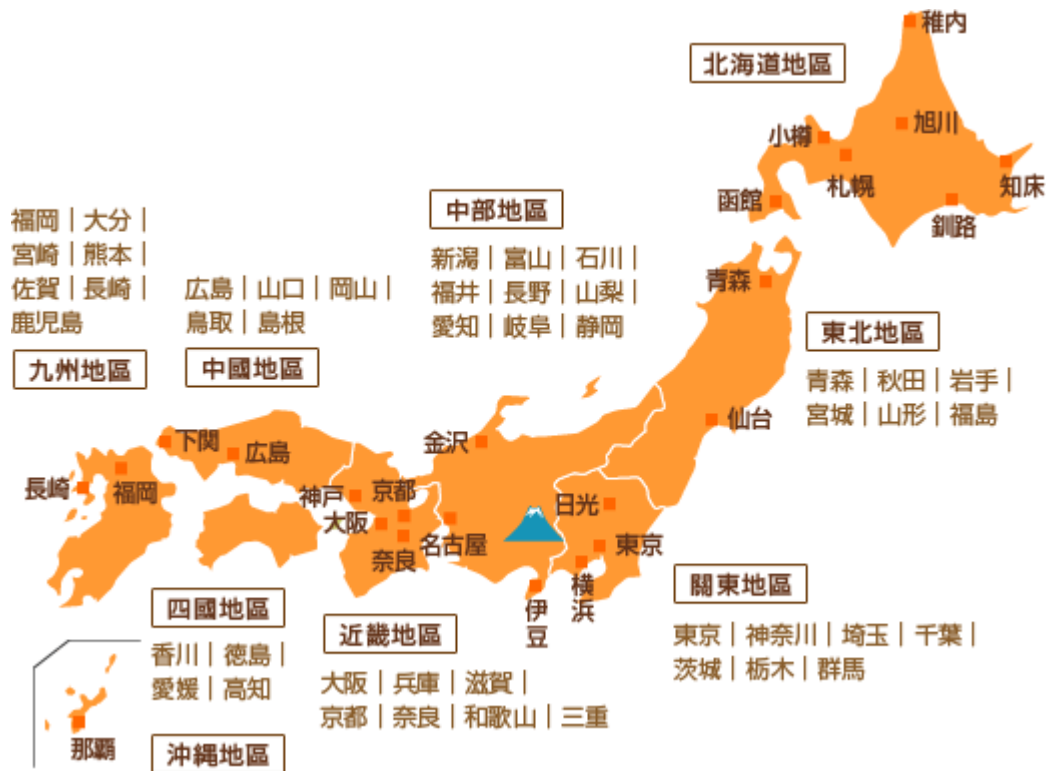 稚内
北海道地區
旭川
小樽
札幌
知床
函館
釧路
中部地區
新潟｜富山｜石川｜
福井｜長野｜山梨｜
愛知｜岐阜｜静岡
福岡｜大分｜
宮崎｜熊本｜
佐賀｜長崎｜
鹿児島
九州地區
広島｜山口｜岡山｜
鳥取｜島根
中國地區
青森
東北地區
青森｜秋田｜岩手｜
宮城｜山形｜福島
仙台
金沢
下関
広島
長崎
福岡
神戸
京都
大阪
奈良
名古屋
日光
東京
横浜
伊豆
關東地區
東京｜神奈川｜埼玉｜千葉｜
茨城｜栃木｜群馬
四國地區
香川｜徳島｜
愛媛｜高知
近畿地區
大阪｜兵庫｜滋賀｜
京都｜奈良｜和歌山｜三重
那覇
沖縄地區